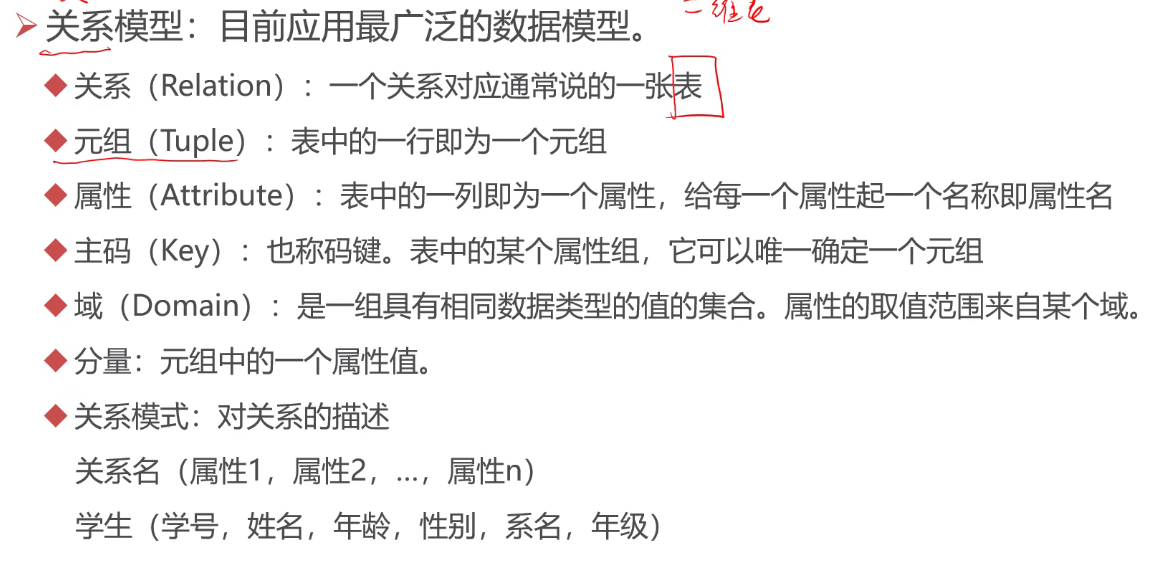 二维表
➢ 关系模型：目前应用最广泛的数据模型。
◆ 关系（Relation）：一个关系对应通常说的一张表
◆ 元组（Tuple）：表中的一行即为一个元组
◆ 属性（Attribute）：表中的一列即为一个属性，给每一个属性起一个名称即属性名
◆ 主码（Key）：也称码键。表中的某个属性组，它可以唯一确定一个元组
◆ 域（Domain）：是一组具有相同数据类型的值的集合。属性的取值范围来自某个域。
◆ 分量：元组中的一个属性值。
◆ 关系模式：对关系的描述
关系名（属性1，属性2，…，属性n）
学生（学号，姓名，年龄，性别，系名，年级）